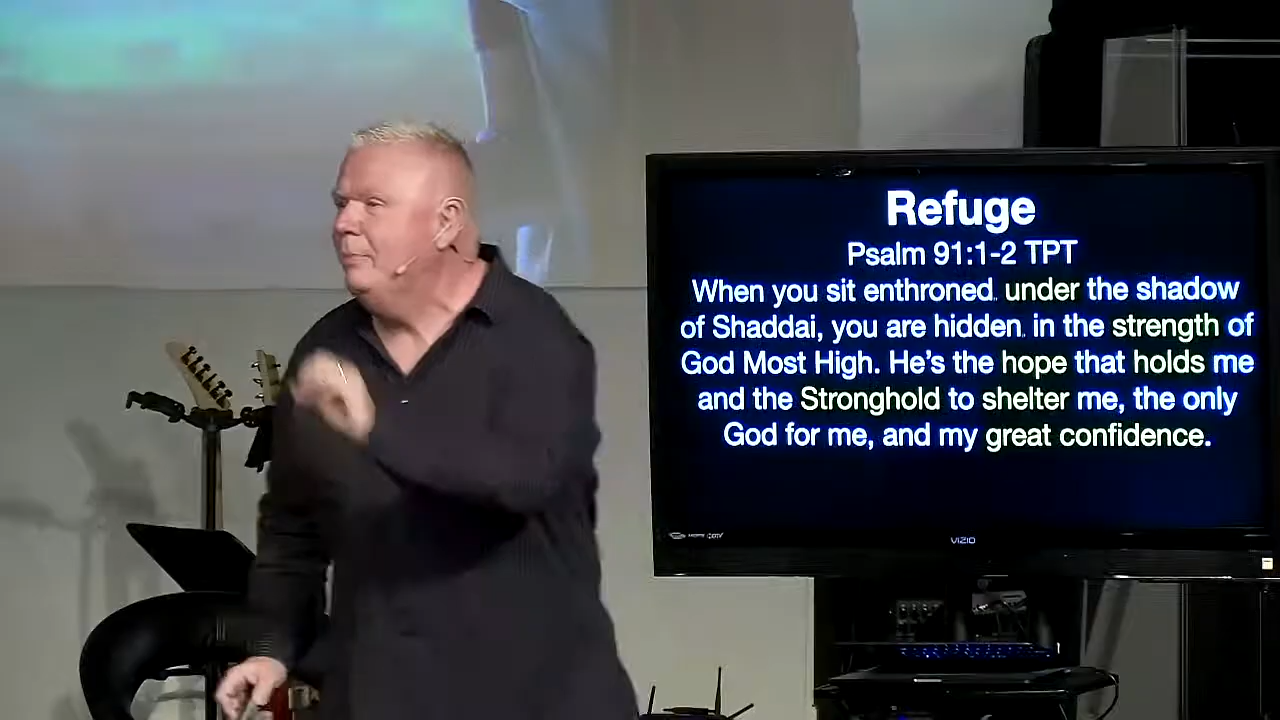 Refuge
Psalm 91:1-2 TPT
When you sit enthroned under the shadow
of Shaddai, you are hidden in the strength of
God Most High. He's the hope that holds me
and the Stronghold to shelter me, the only
God for me, and my great confidence.
VIZIO